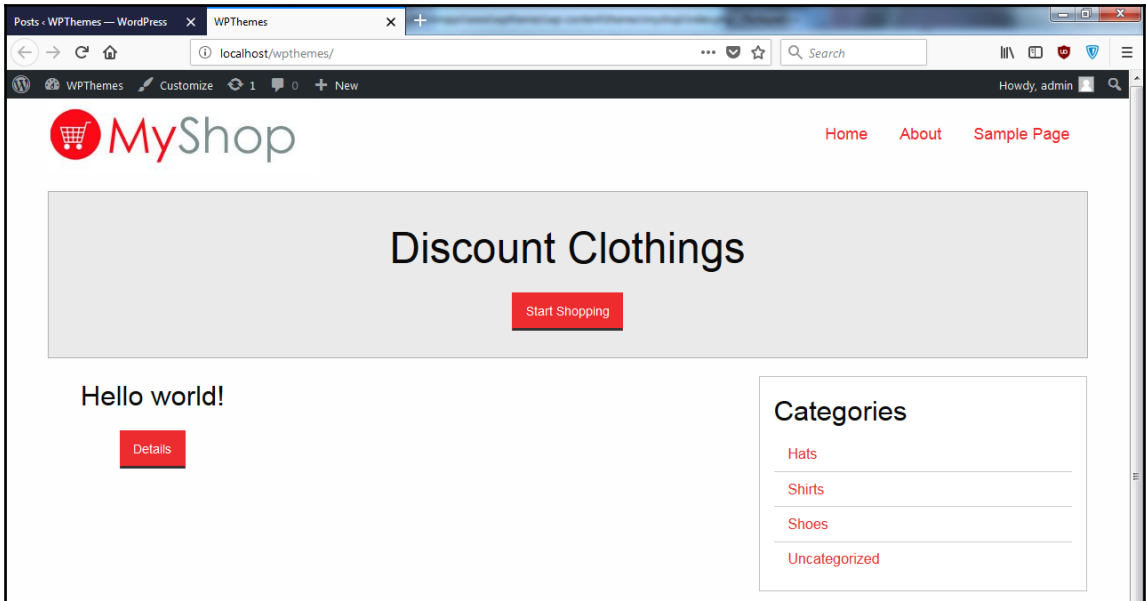 Posts ‹ WPThemes — WordPress
WPThemes
localhost/wpthemes/
Search
WPThemes Customize 1 0 New
Howdy, admin
MyShop
Home About Sample Page
Discount Clothings
Start Shopping
Hello world!
Details
Categories
Hats
Shirts
Shoes
Uncategorized